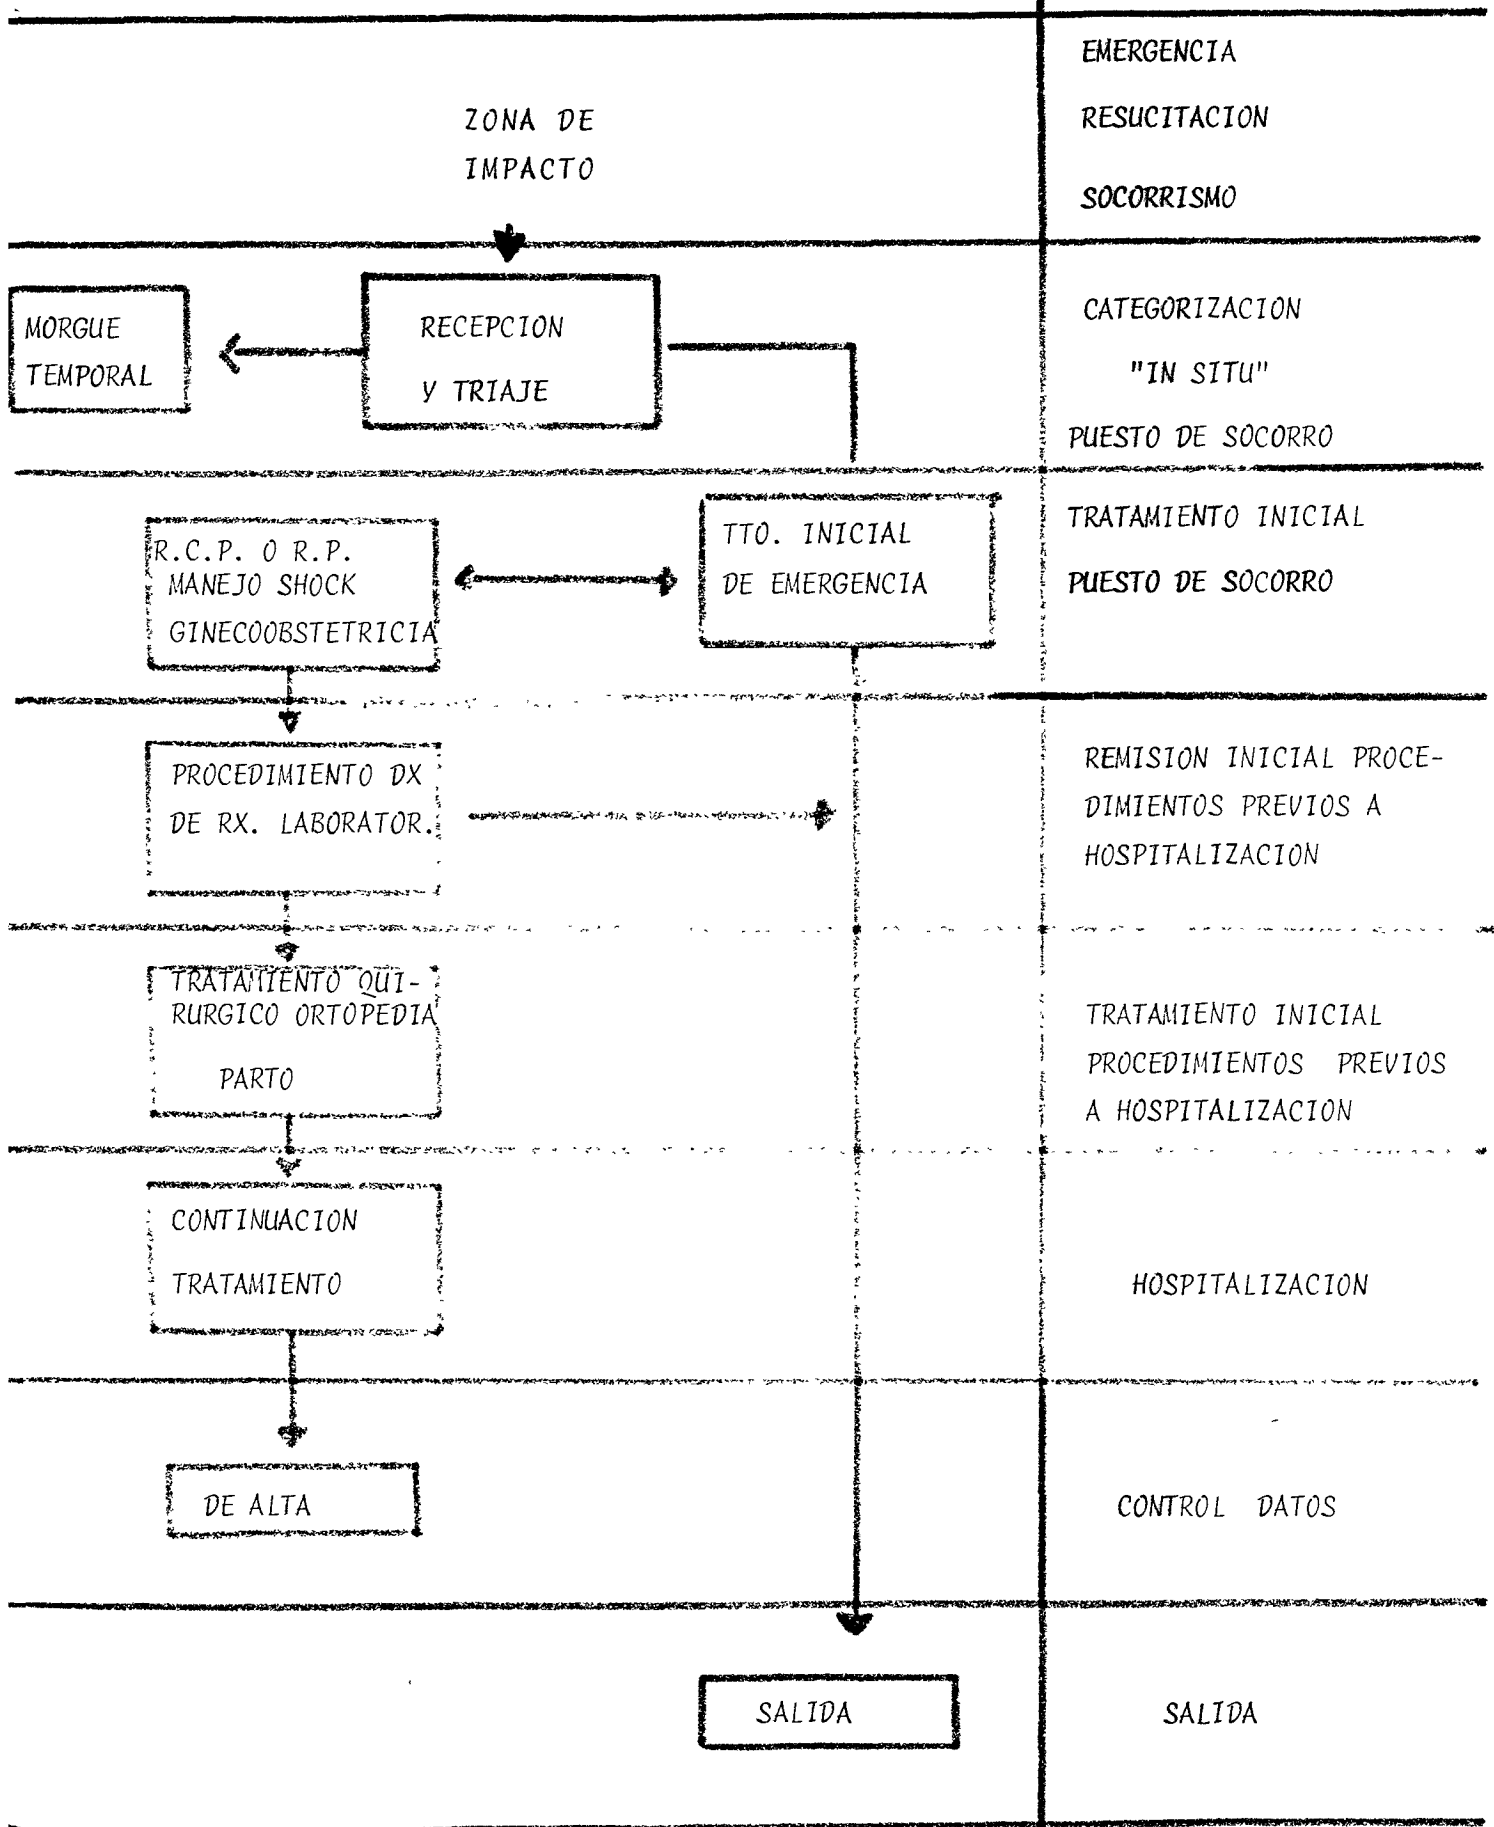 EMERGENCIA
ZONA DE
IMPACTO
RESUCITACION
SOCORRISMO
MORGUE
TEMPORAL
RECEPCION
Y TRIAJE
CATEGORIZACION
"IN SITU"
PUESTO DE SOCORRO
R.C.P. O R.P.
MANEJO SHOCK
GINECOOBSTETRICIA
TTO. INICIAL
DE EMERGENCIA
TRATAMIENTO INICIAL
PUESTO DE SOCORRO
PROCEDIMIENTO DX
DE RX. LABORATOR.
REMISION INICIAL PROCE-
DIMIENTOS PREVIOS A
HOSPITALIZACION
TRATAMIENTO QUI-
RURGICO ORTOPEDIA
PARTO
TRATAMIENTO INICIAL
PROCEDIMIENTOS PREVIOS
A HOSPITALIZACION
CONTINUACION
TRATAMIENTO
HOSPITALIZACION
DE ALTA
CONTROL DATOS
SALIDA
SALIDA